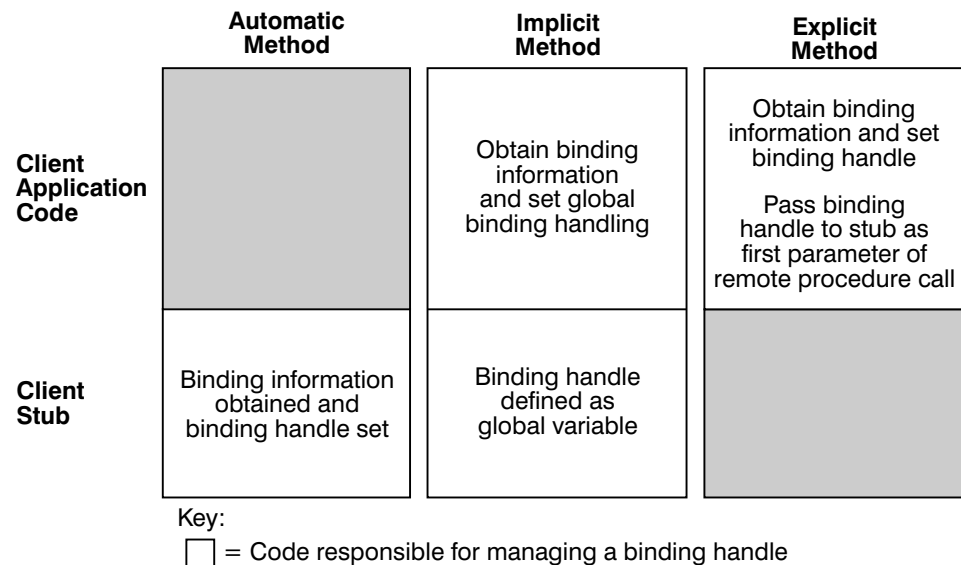 Automatic
Method
Implicit
Method
Explicit
Method
Client
Application
Code
Obtain binding
information
and set global
binding handling
Obtain binding
information and set
binding handle
Pass binding
handle to stub as
first parameter of
remote procedure call
Client
Stub
Binding information
obtained and
binding handle set
Binding handle
defined as
global variable
Key:
= Code responsible for managing a binding handle